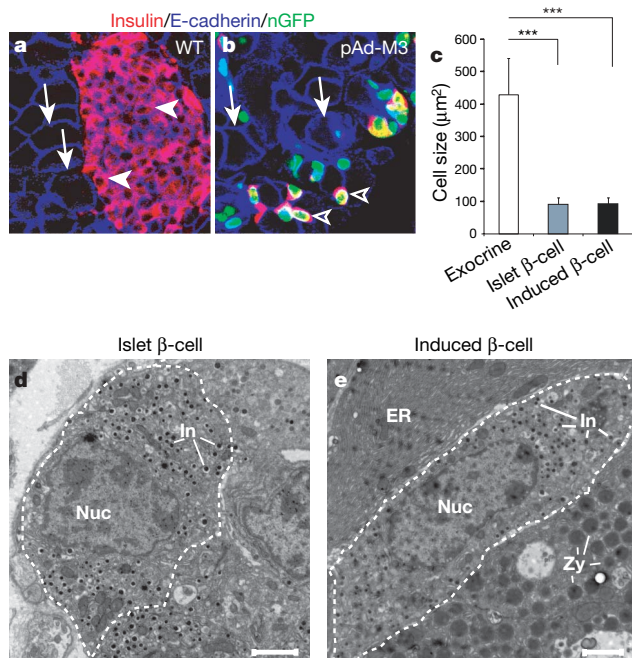 Insulin/E-cadherin/nGFP
a WT
b pAd-M3
c
***
***
Cell size (μm²)
600
500
400
300
200
100
0
Exocrine
Islet β-cell
Induced β-cell
Islet β-cell
Induced β-cell
d
In
Nuc
e
ER
In
Nuc
Zy